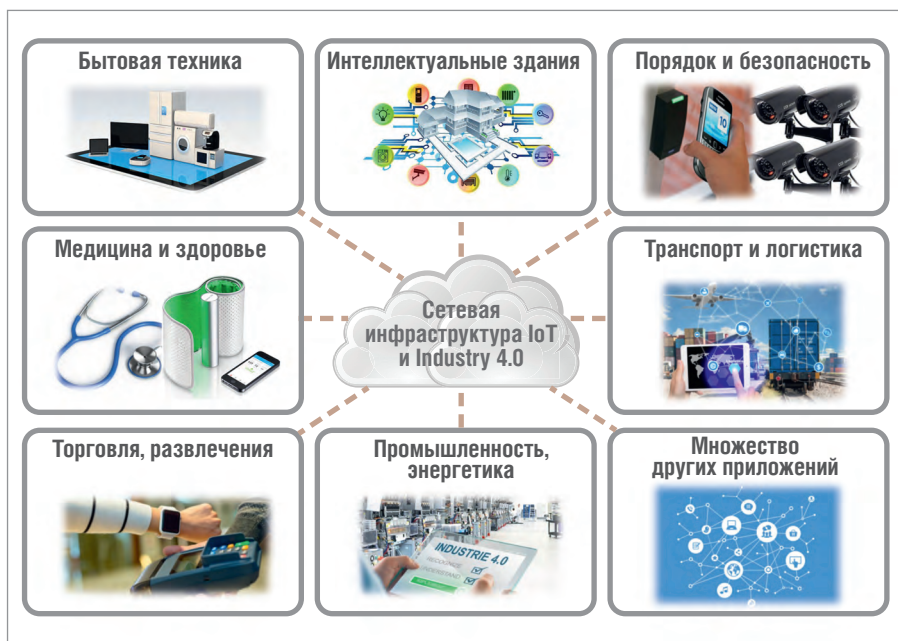 Бытовая техника
Интеллектуальные здания
Порядок и безопасность
10
Медицина и здоровье
Сетевая
инфраструктура IoT
и Industry 4.0
Транспорт и логистика
Торговля, развлечения
Промышленность,
энергетика
INDUSTRIE 4.0
Множество
других приложений